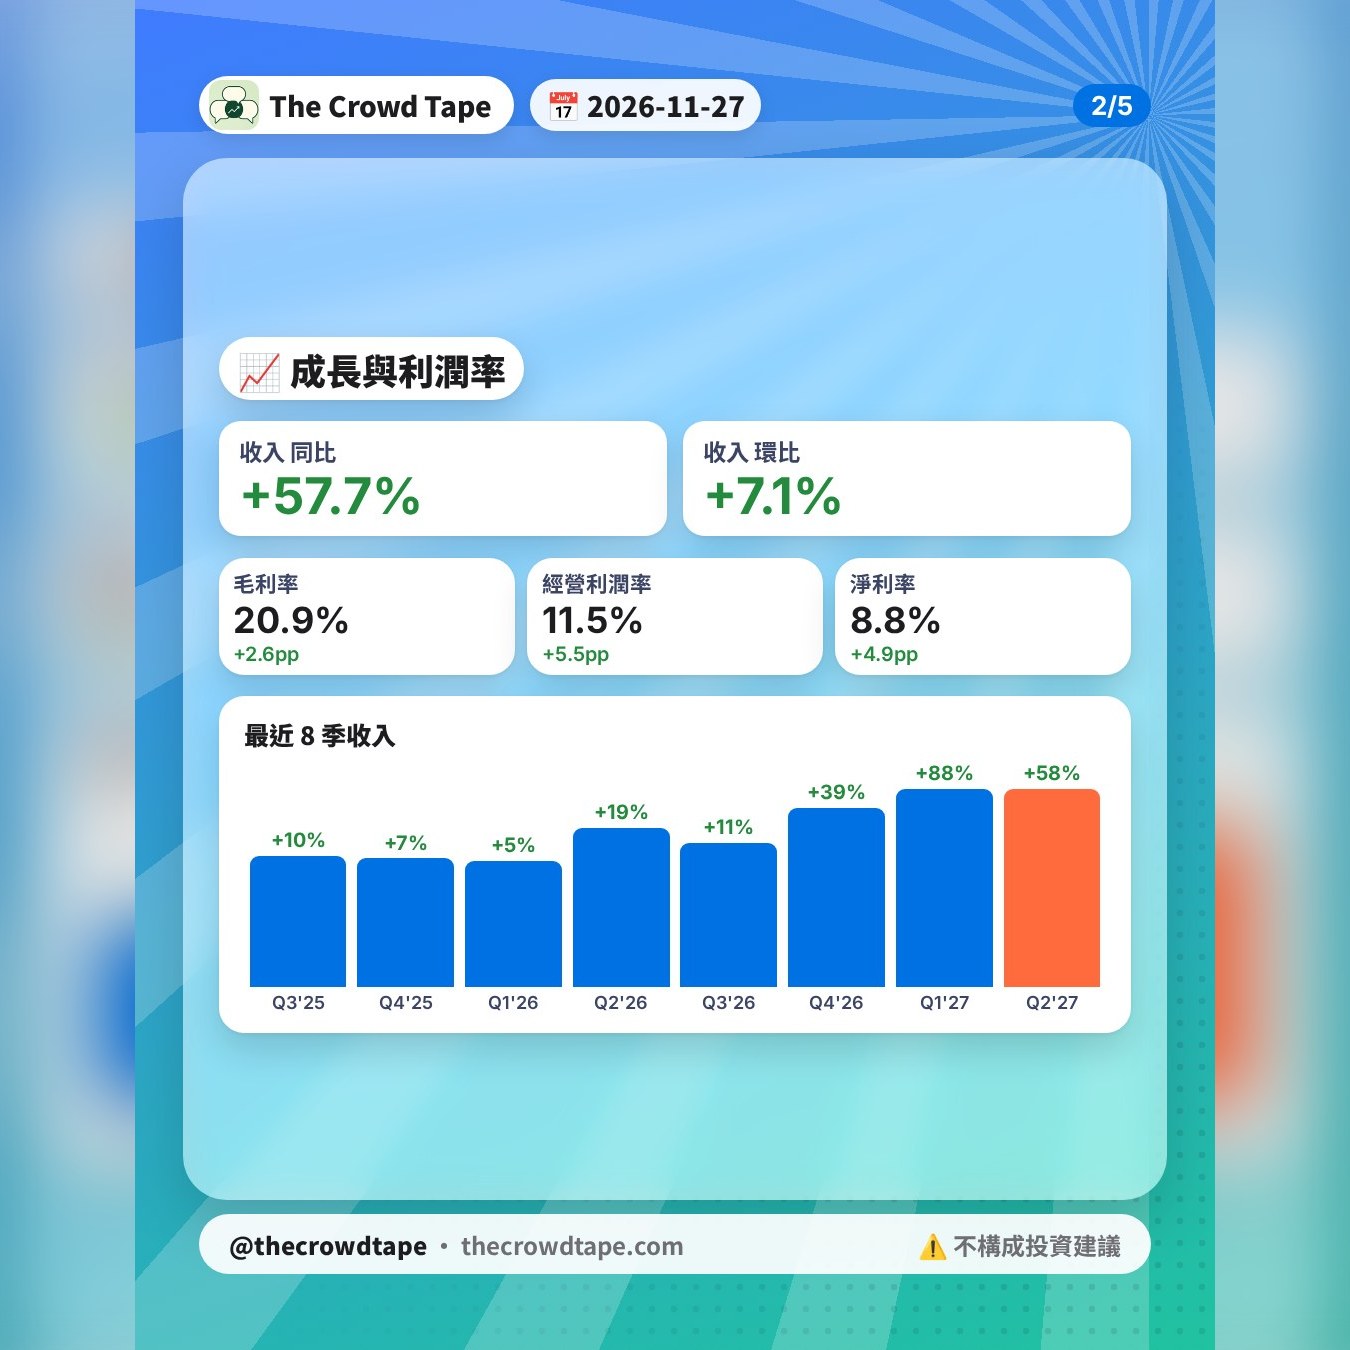 The Crowd Tape
July 17 2026-11-27
2/5
成長與利潤率
收入 同比
+57.7%
收入 環比
+7.1%
毛利率
20.9%
+2.6pp
經營利潤率
11.5%
+5.5pp
淨利率
8.8%
+4.9pp
最近 8 季收入
+10% +7% +5% +19% +11% +39% +88% +58%
Q3'25 Q4'25 Q1'26 Q2'26 Q3'26 Q4'26 Q1'27 Q2'27
@thecrowdtape • thecrowdtape.com
⚠️ 不構成投資建議